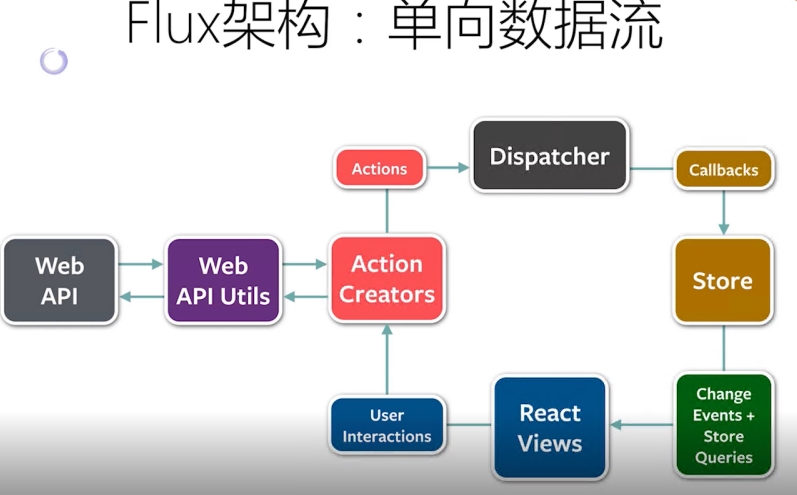 Flux架构：单向数据流
Actions
Dispatcher
Callbacks
Web
API
Web
API Utils
Action
Creators
Store
User
Interactions
React
Views
Change
Events +
Store
Queries